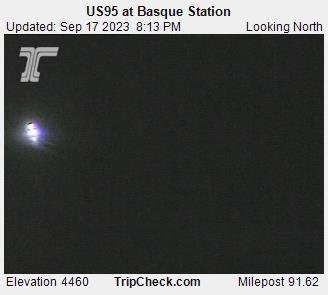 US95 at Basque Station
Updated: Sep 17 2023 8:13 PM Looking North
Elevation 4460 TripCheck.com Milepost 91.62